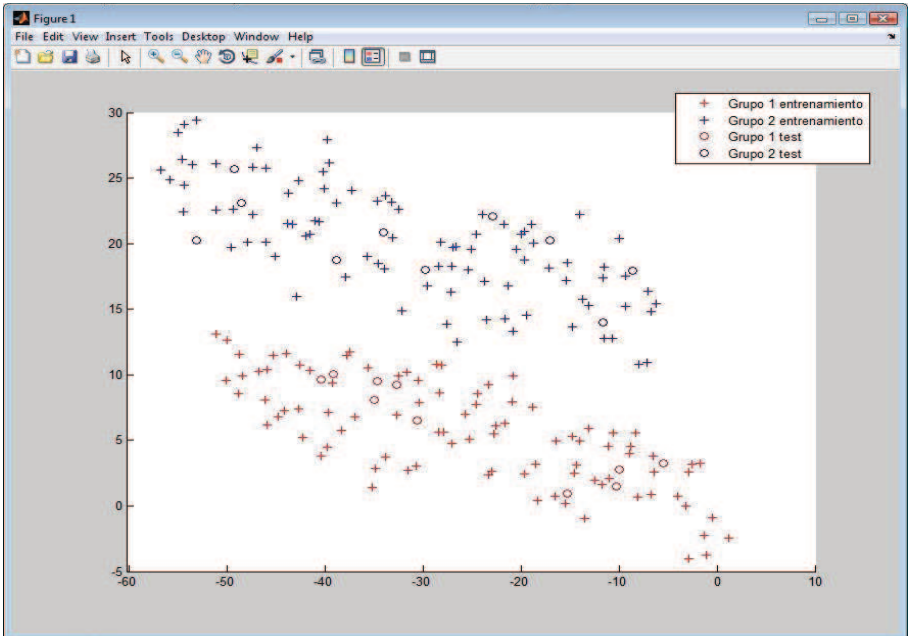 Figure 1
File Edit View Insert Tools Desktop Window Help
Grupo 1 entrenamiento
Grupo 2 entrenamiento
Grupo 1 test
Grupo 2 test
30
25
20
15
10
5
0
-5
-60 -50 -40 -30 -20 -10 0 10